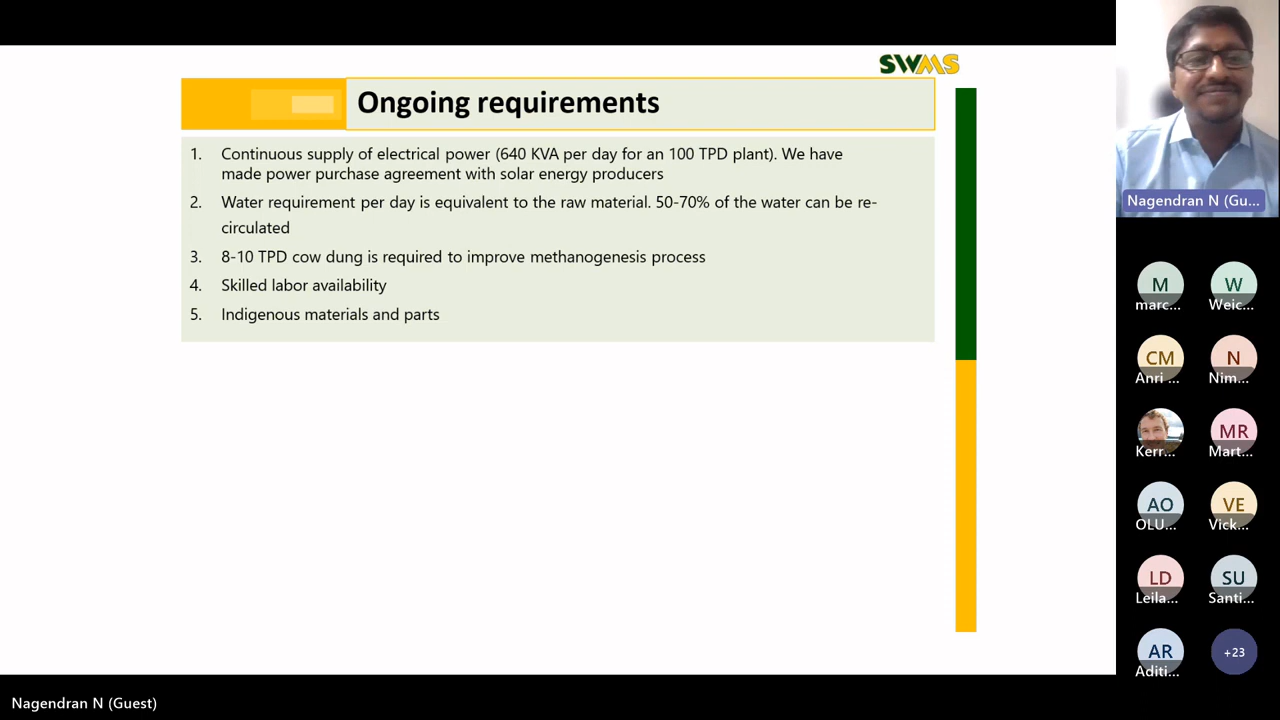 SWMS
Ongoing requirements
1. Continuous supply of electrical power (640 KVA per day for an 100 TPD plant). We have
made power purchase agreement with solar energy producers
2. Water requirement per day is equivalent to the raw material. 50-70% of the water can be re-
circulated
3. 8-10 TPD cow dung is required to improve methanogenesis process
4. Skilled labor availability
5. Indigenous materials and parts
Nagendran N (Gu...
M
marc...
W
Weic...
CM
Anri ...
N
Nim...
Kerr...
MR
Mart...
AO
OLU...
VE
Vick...
LD
Leila...
SU
Santi...
AR
Aditi...
+23
Nagendran N (Guest)